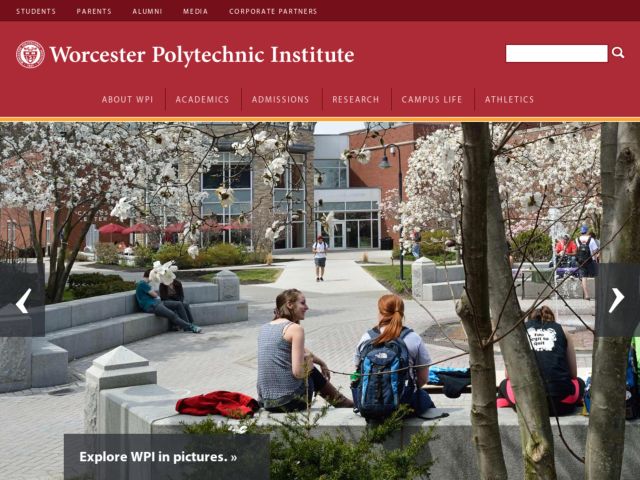 STUDENTS PARENTS ALUMNI MEDIA CORPORATE PARTNERS
Worcester Polytechnic Institute
ABOUT WPI ACADEMICS ADMISSIONS RESEARCH CAMPUS LIFE ATHLETICS
Explore WPI in pictures. »